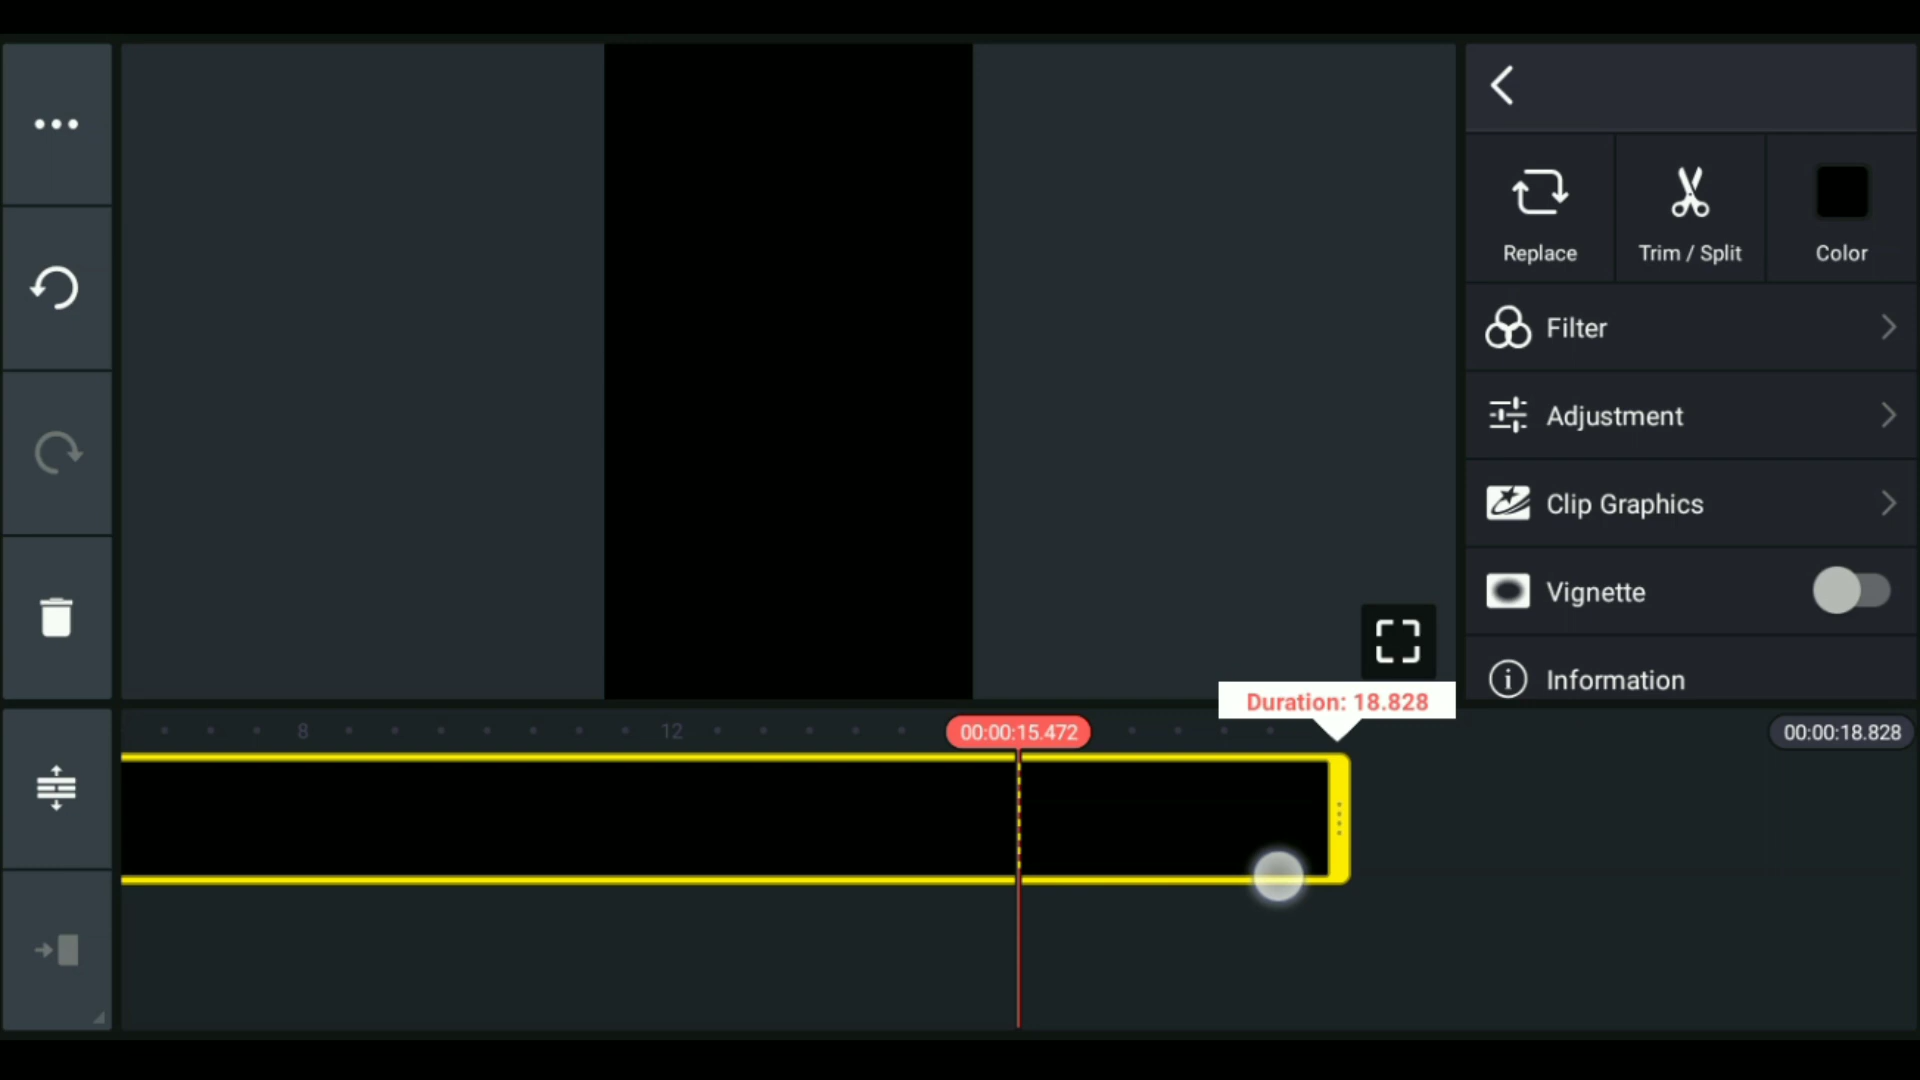 Replace
Trim / Split
Color
Filter
Adjustment
Clip Graphics
Vignette
Information
Duration: 18.828
8
12
00:00:15.472
00:00:18.828